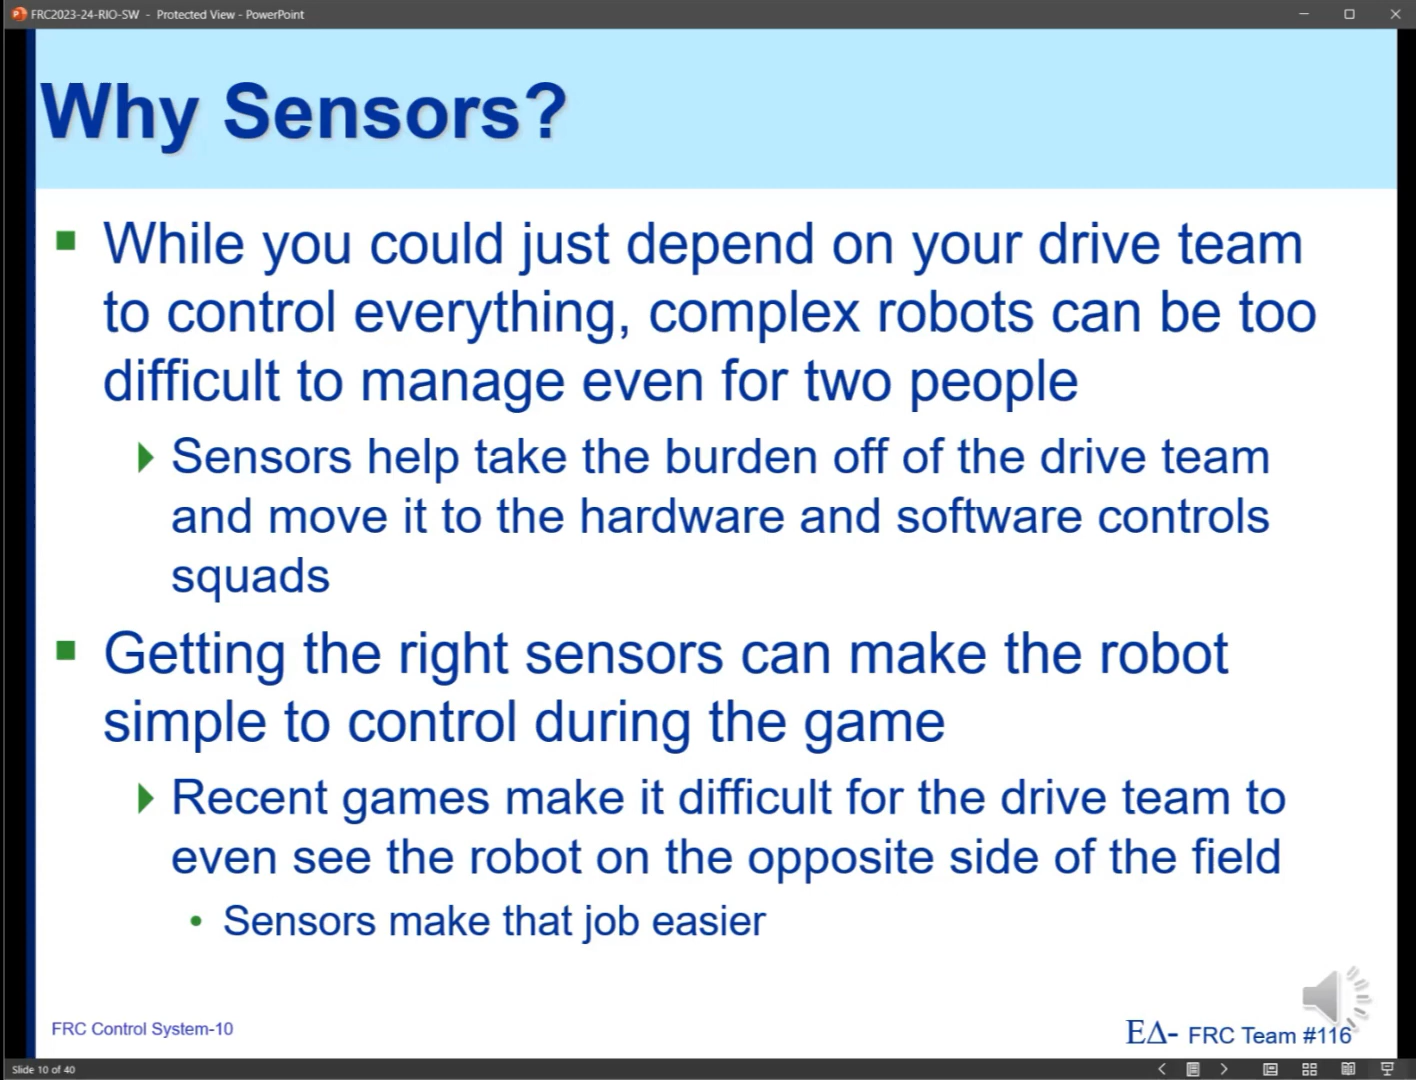 FRC2023-24-RIO-SW - Protected View - PowerPoint
Why Sensors?
While you could just depend on your drive team
to control everything, complex robots can be too
difficult to manage even for two people
Sensors help take the burden off of the drive team
and move it to the hardware and software controls
squads
Getting the right sensors can make the robot
simple to control during the game
Recent games make it difficult for the drive team to
even see the robot on the opposite side of the field
Sensors make that job easier
FRC Control System-10
ΕΔ- FRC Team #116
Slide 10 of 40